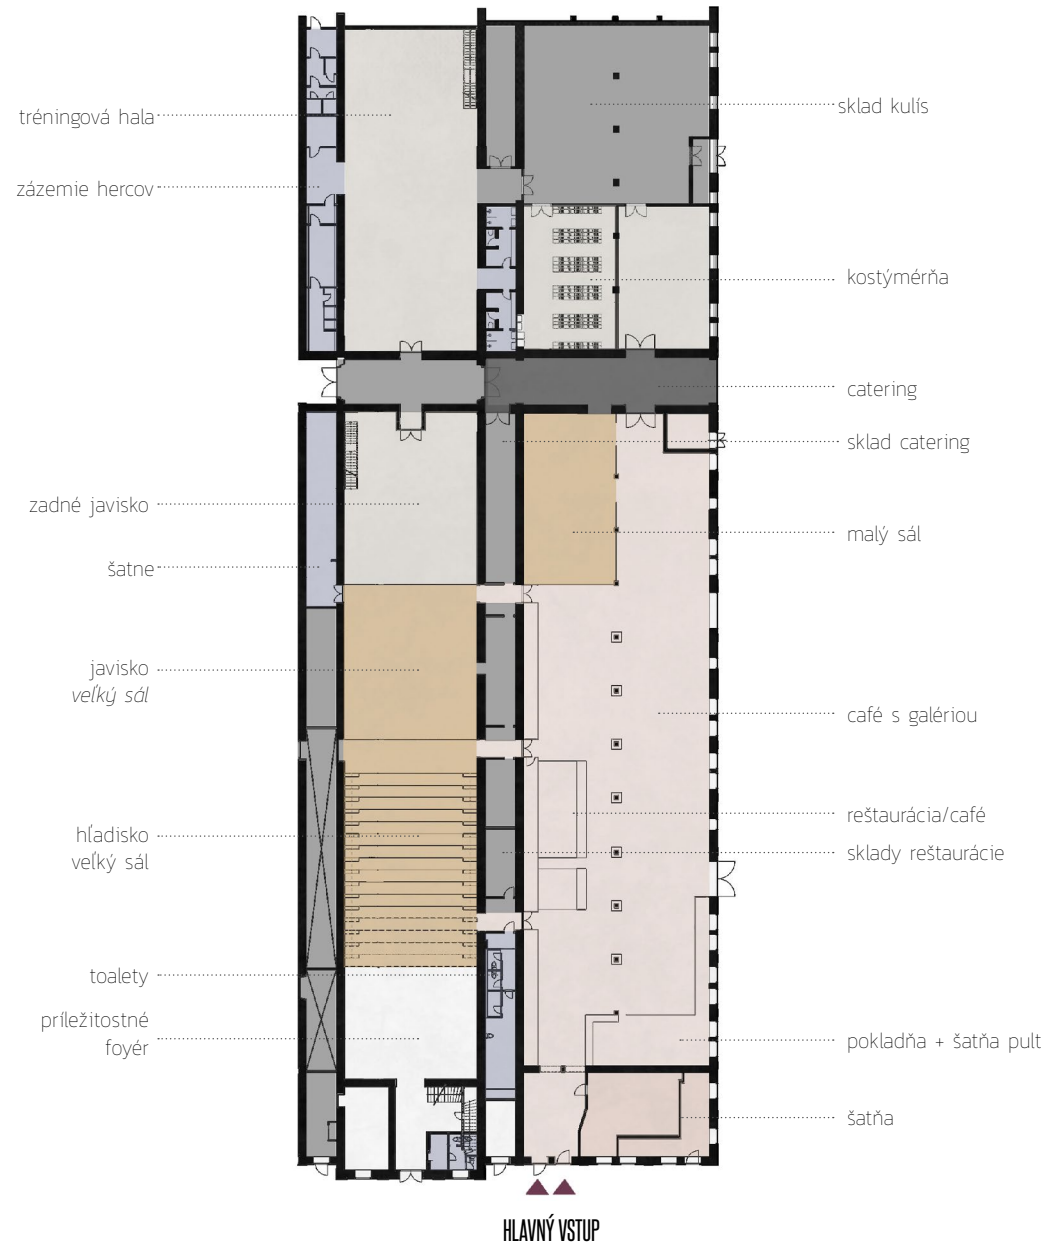 tréningová hala
zázemie hercov
zadné javisko
šatne
javisko
veľký sál
hľadisko
veľký sál
toalety
príležitostné
foyér
sklad kulís
kostýmérňa
catering
sklad catering
malý sál
café s galériou
reštaurácia/café
sklady reštaurácie
pokladňa + šatňa pult
šatňa
HLAVNÝ VSTUP